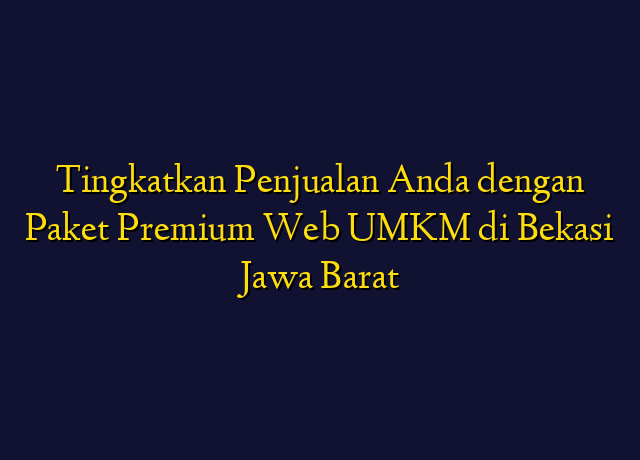 Tingkatkan Penjualan Anda dengan
Paket Premium Web UMKM di Bekasi
Jawa Barat